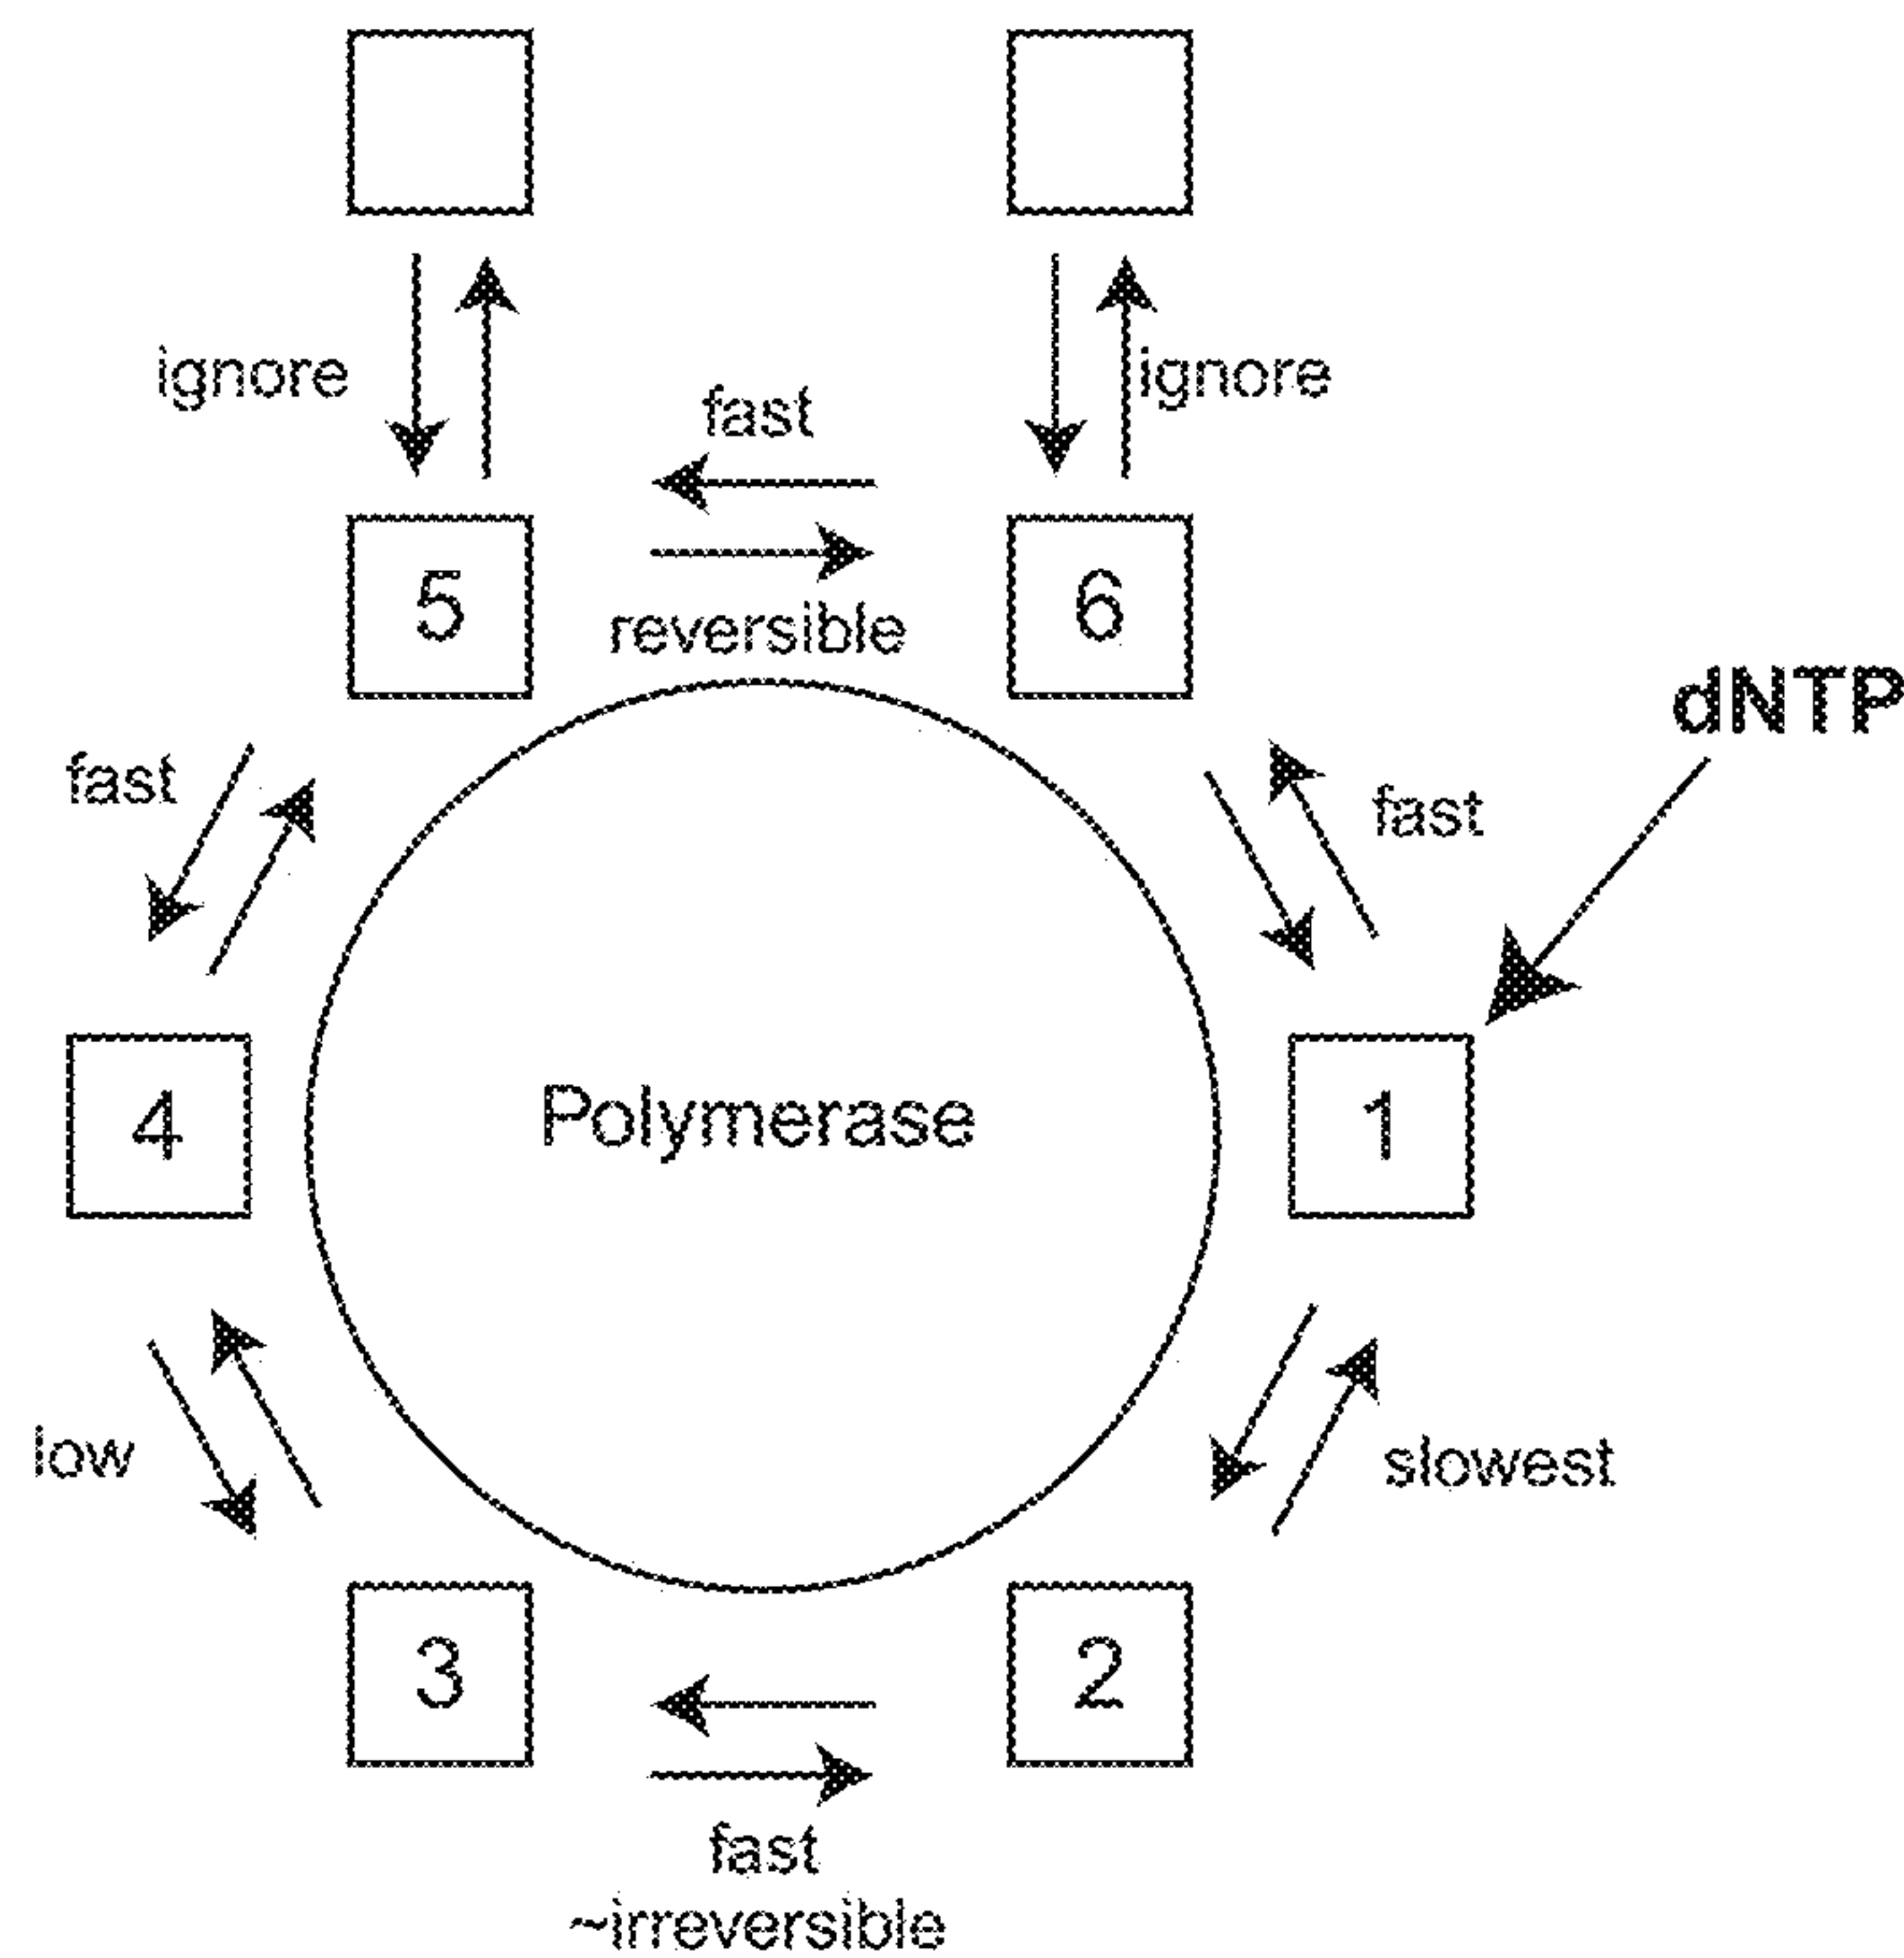 ignore
ignore
fast
5
reversible
6
dNTP
fast
fast
4
Polymerase
1
low
slowest
3
2
fast
~irreversible